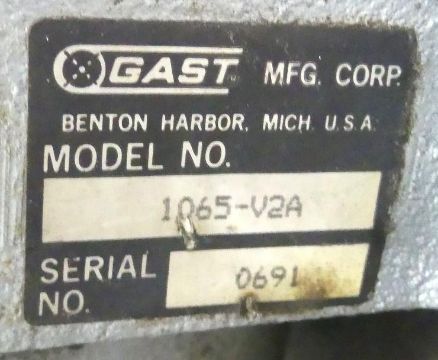 GAST MFG. CORP.
BENTON HARBOR, MICH. U.S.A.
MODEL NO.
1065-V2A
SERIAL NO.
0691